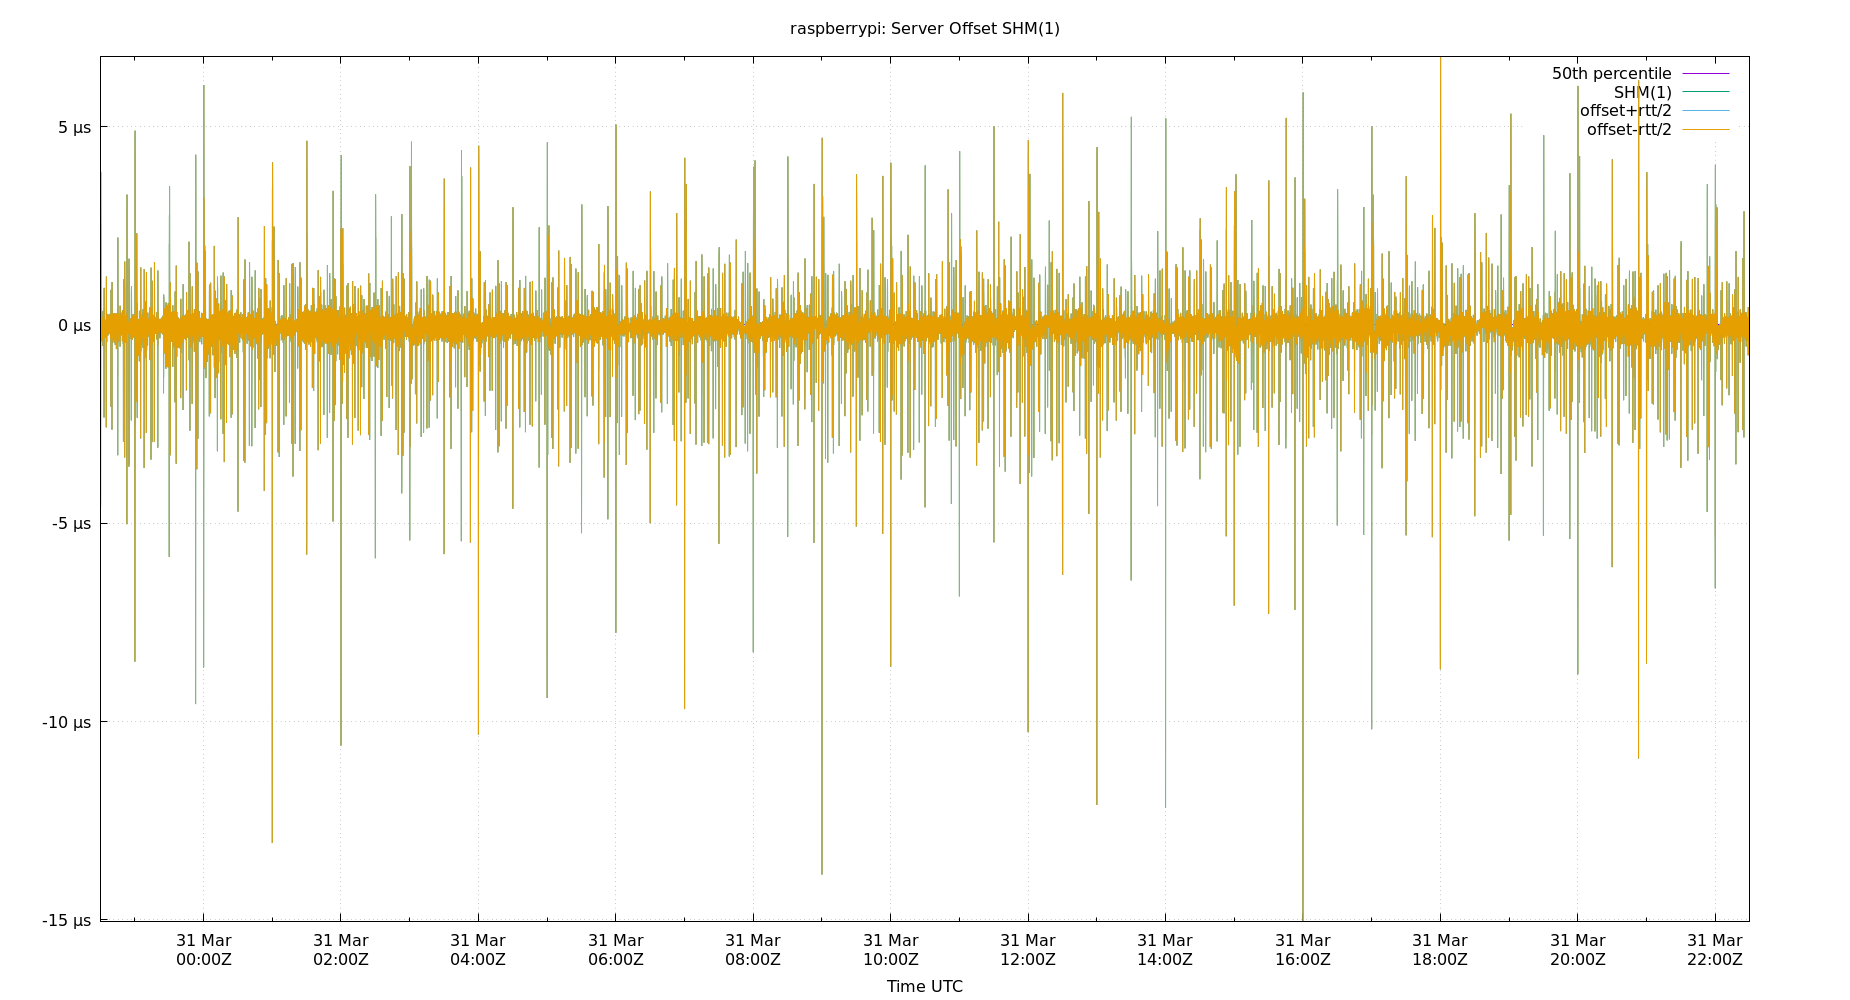 raspberrypi: Server Offset SHM(1)
50th percentile
SHM(1)
offset+rtt/2
offset-rtt/2
5 µs
0 µs
-5 µs
-10 µs
-15 µs
31 Mar 31 Mar 31 Mar 31 Mar 31 Mar 31 Mar 31 Mar 31 Mar 31 Mar 31 Mar 31 Mar 31 Mar
00:00Z 02:00Z 04:00Z 06:00Z 08:00Z 10:00Z 12:00Z 14:00Z 16:00Z 18:00Z 20:00Z 22:00Z
Time UTC